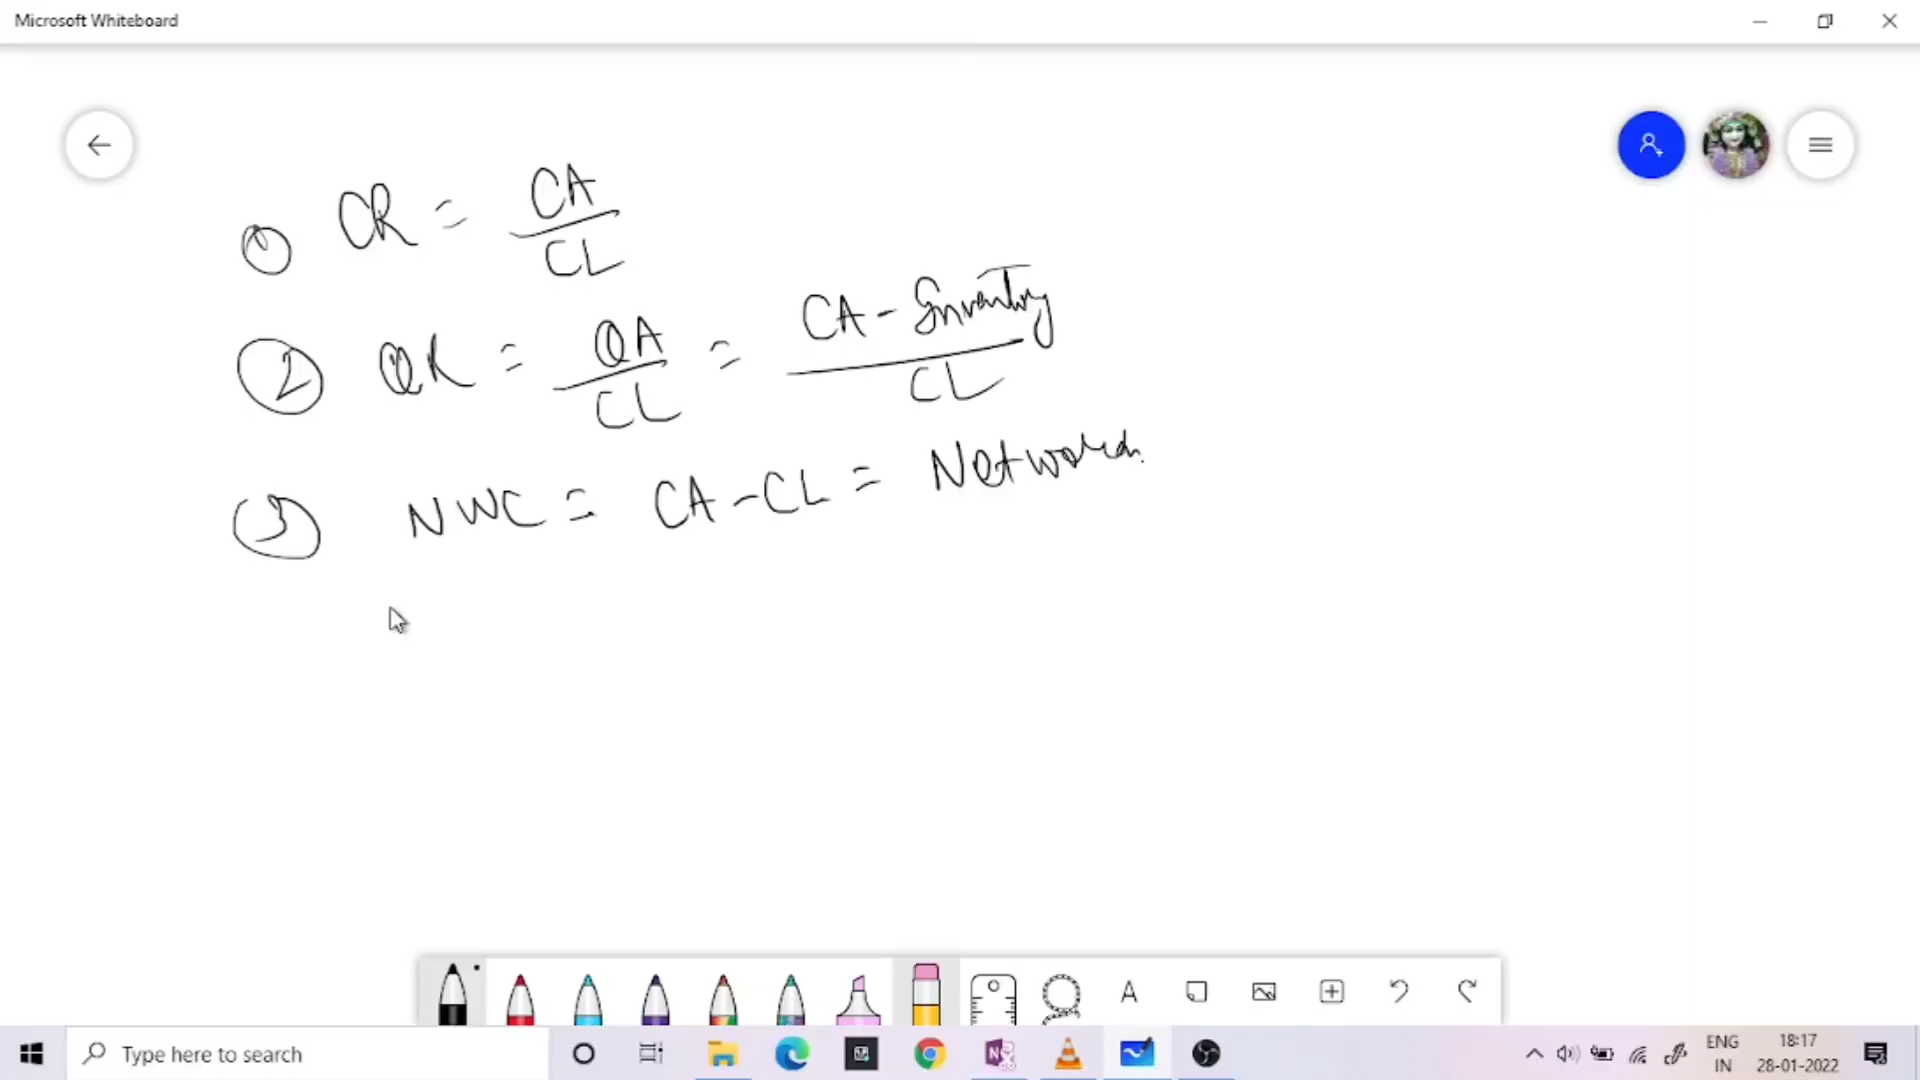 Microsoft Whiteboard
① CR = CA / CL
② QR = QA / CL = CA - Inventory / CL
③ NWC = CA - CL =
A
Type here to search
ENG
IN
18:17
28-01-2022